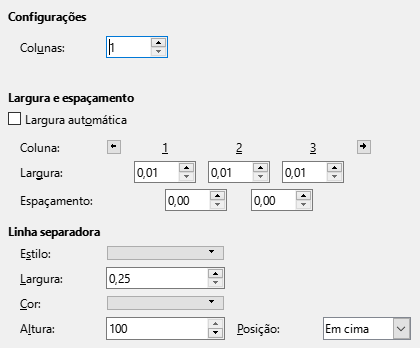 Configurações
Colunas: 1
Largura e espaçamento
Largura automática
Coluna: 1 2 3
Largura: 0,01 0,01 0,01
Espaçamento: 0,00 0,00
Linha separadora
Estilo:
Largura: 0,25
Cor:
Altura: 100 Posição: Em cima